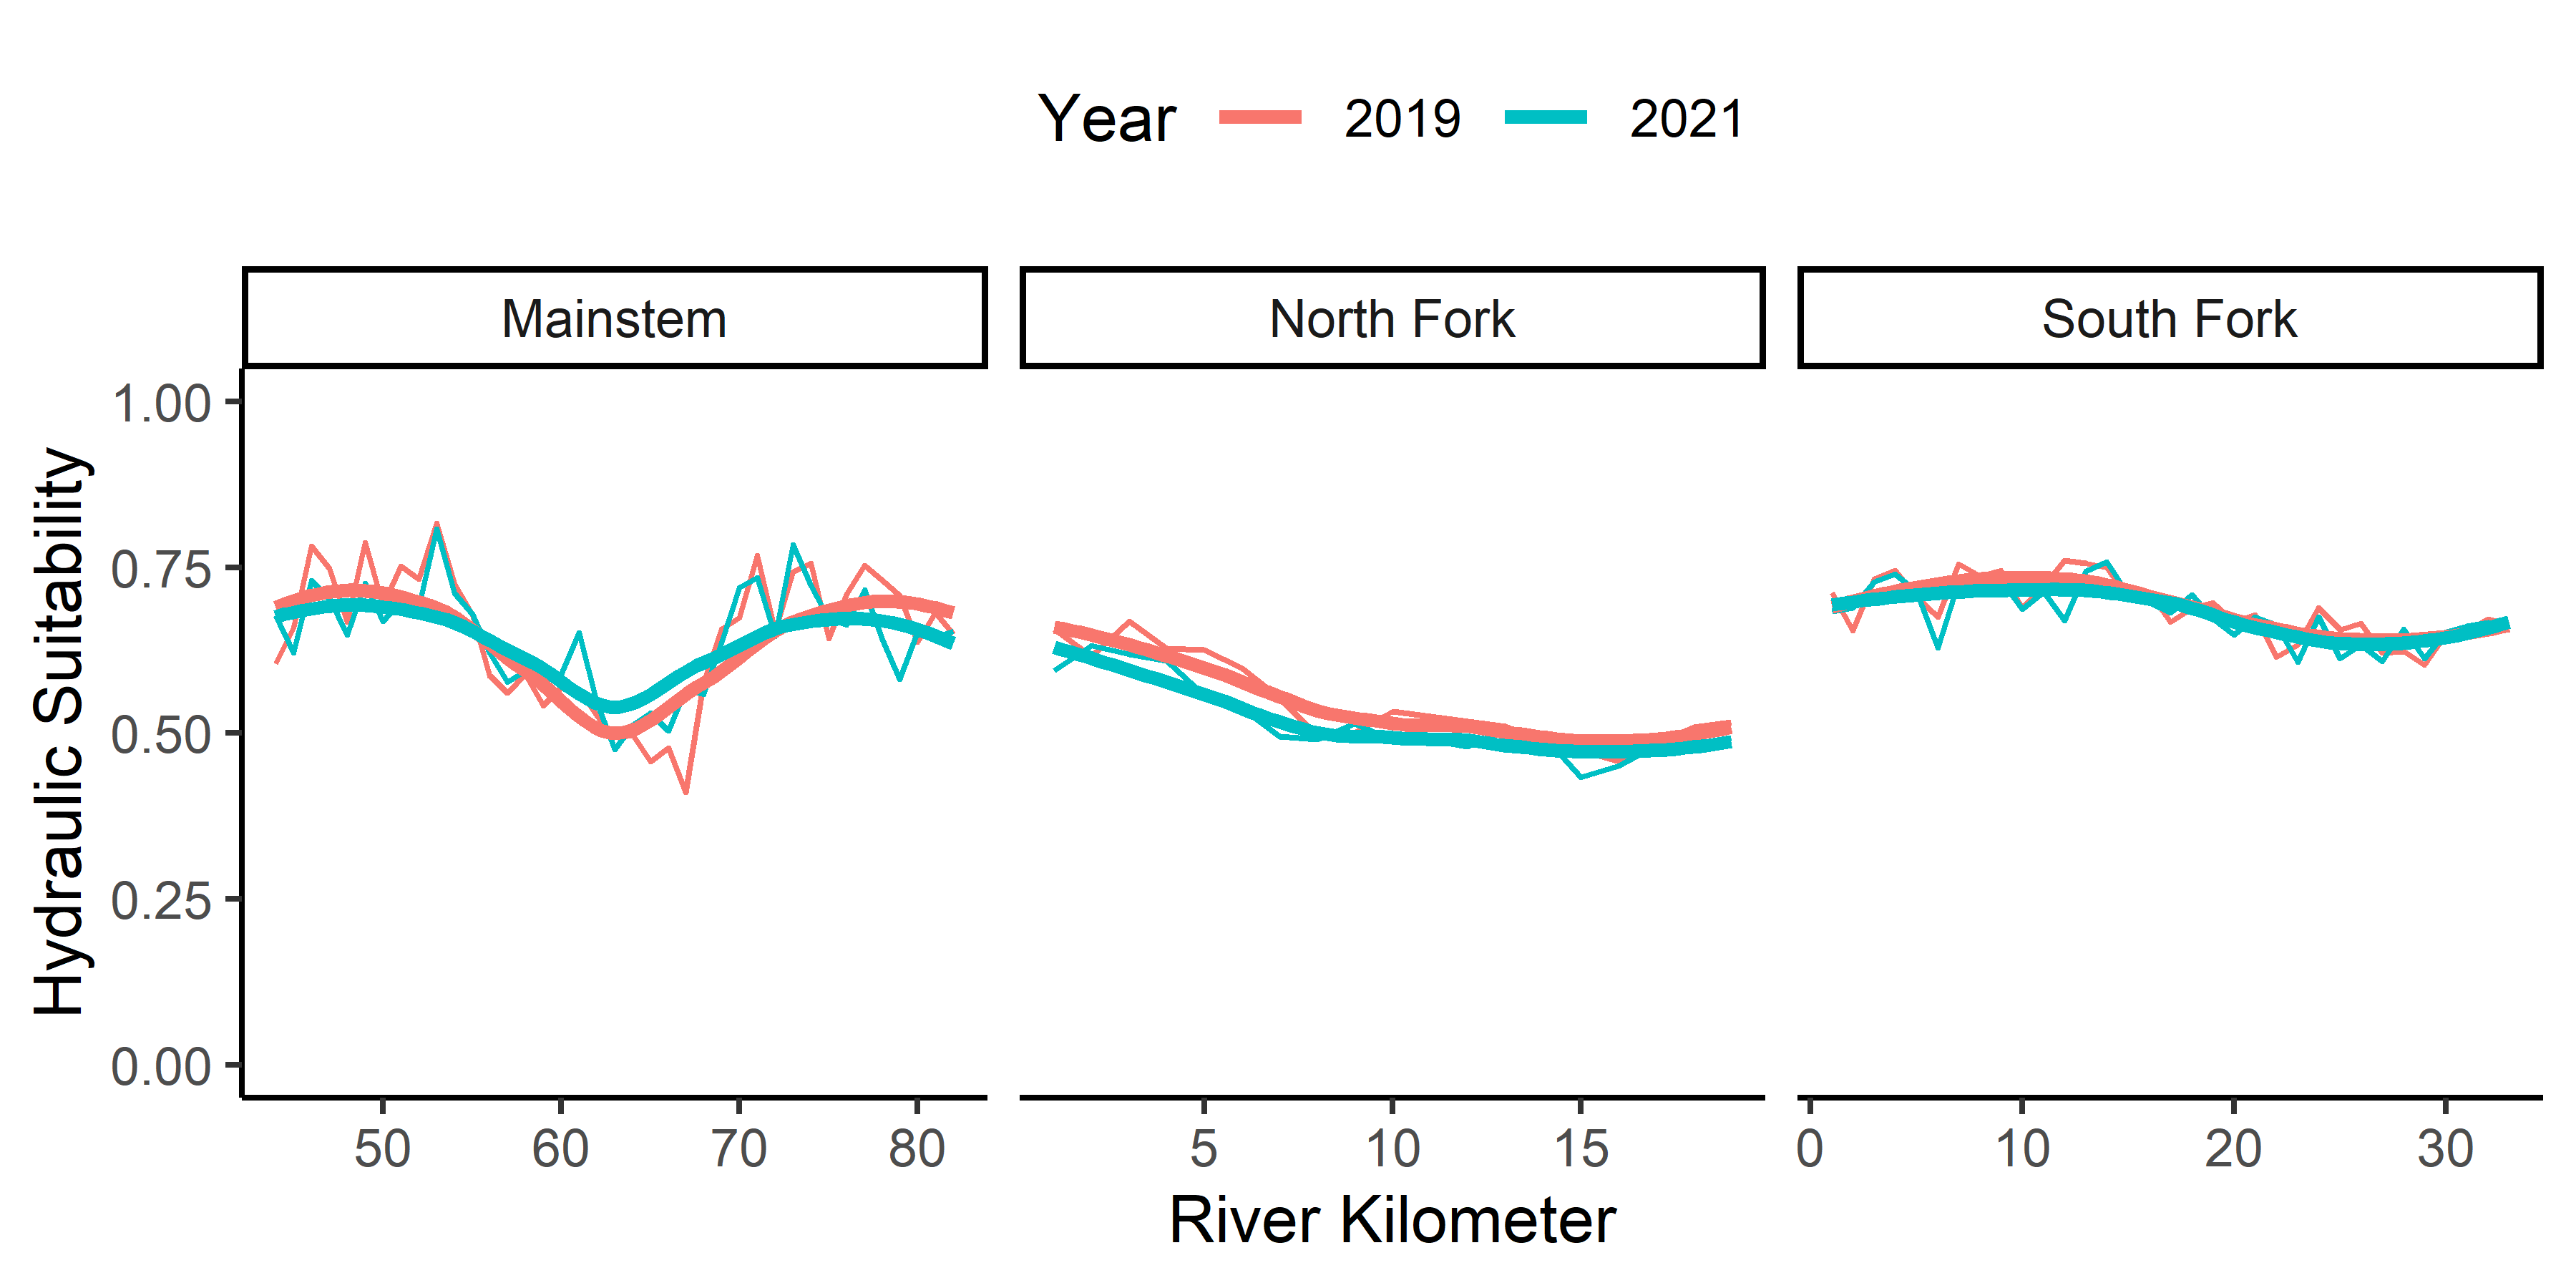 Year 2019 2021
Mainstem North Fork South Fork
Hydraulic Suitability
1.00
0.75
0.50
0.25
0.00
50 60 70 80 5 10 15 0 10 20 30
River Kilometer